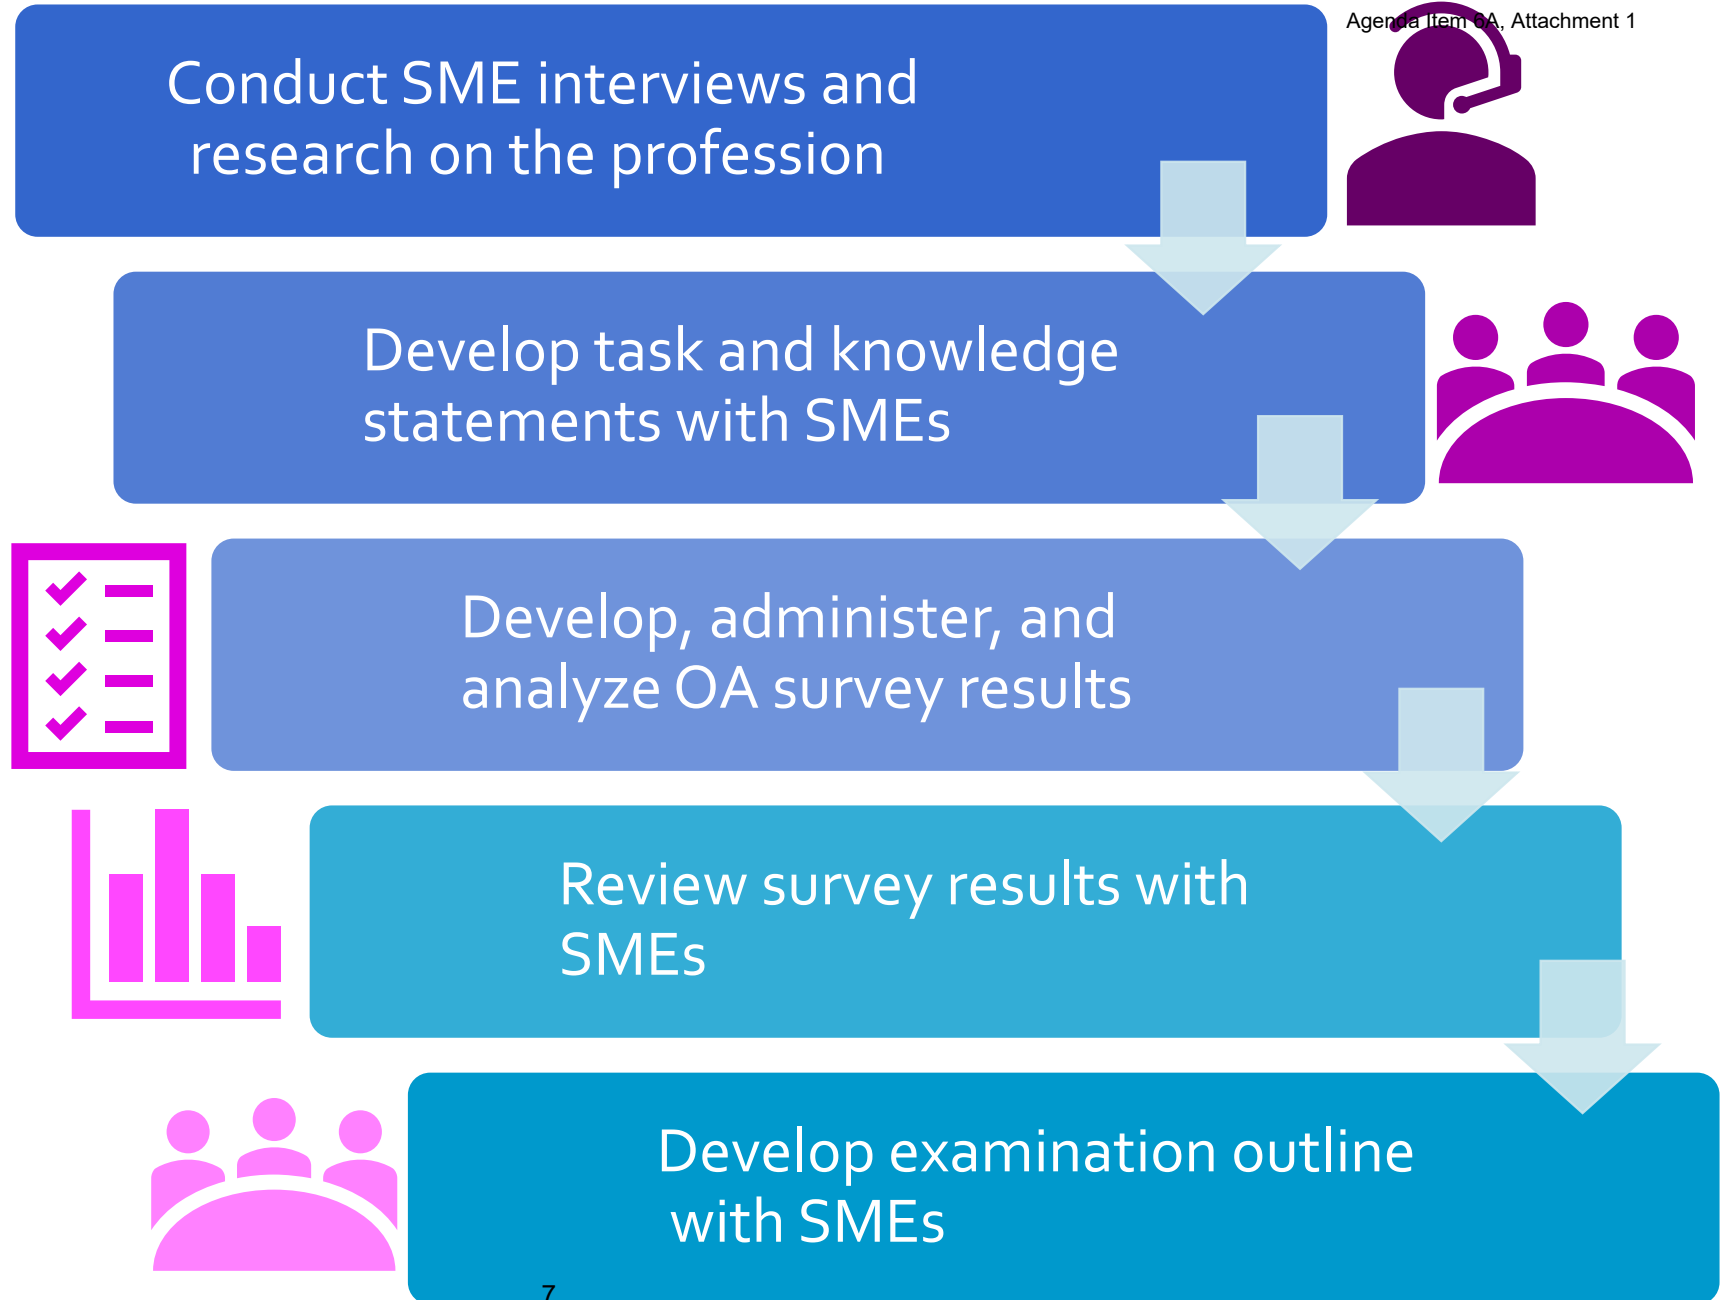 Agenda Item 6A, Attachment 1
Conduct SME interviews and
research on the profession
Develop task and knowledge
statements with SMEs
Develop, administer, and
analyze OA survey results
Review survey results with
SMEs
Develop examination outline
with SMEs
7